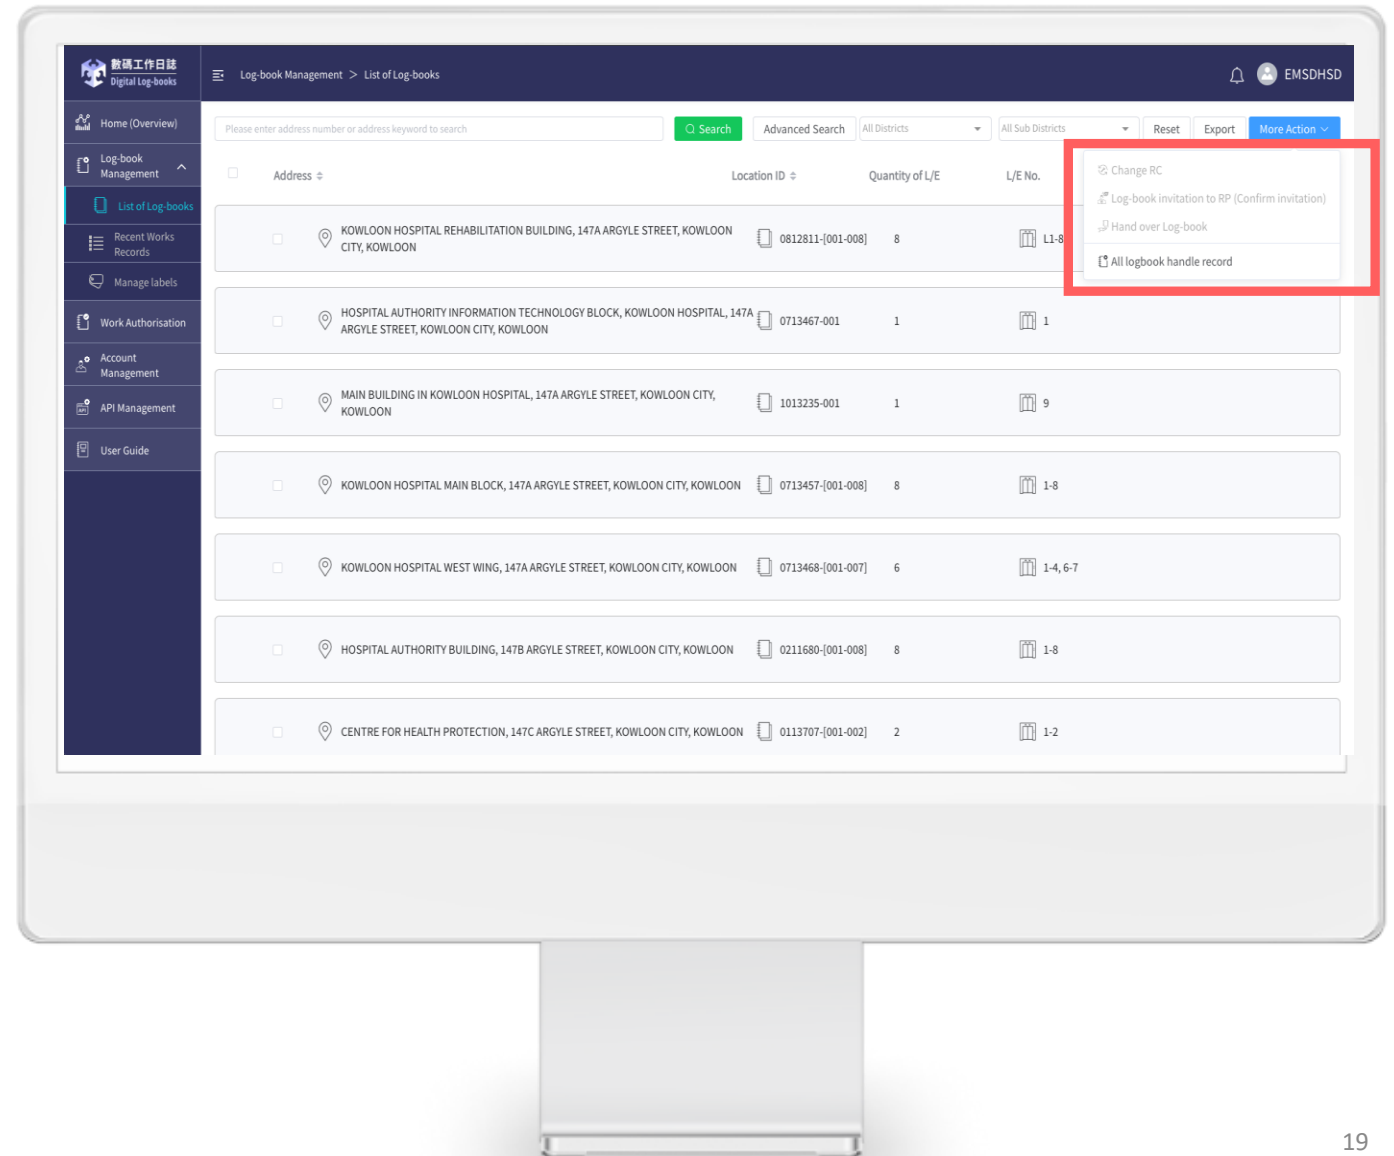 數碼工作日誌
Digital Log-books
Log-book Management > List of Log-books
EMSDHSD
Home (Overview)
Log-book
Management
List of Log-books
Recent Works
Records
Manage labels
Work Authorisation
Account
Management
API Management
User Guide
Please enter address number or address keyword to search
Search
Advanced Search
All Districts
All Sub Districts
Reset
Export
More Action
Change RC
Log-book invitation to RP (Confirm invitation)
Hand over Log-book
All logbook handle record
Address
Location ID
Quantity of L/E
L/E No.
KOWLOON HOSPITAL REHABILITATION BUILDING, 147A ARGYLE STREET, KOWLOON
CITY, KOWLOON
0812811-[001-008]
8
L1-8
HOSPITAL AUTHORITY INFORMATION TECHNOLOGY BLOCK, KOWLOON HOSPITAL, 147A
ARGYLE STREET, KOWLOON CITY, KOWLOON
0713467-001
1
1
MAIN BUILDING IN KOWLOON HOSPITAL, 147A ARGYLE STREET, KOWLOON CITY,
KOWLOON
1013235-001
1
9
KOWLOON HOSPITAL MAIN BLOCK, 147A ARGYLE STREET, KOWLOON CITY, KOWLOON
0713457-[001-008]
8
1-8
KOWLOON HOSPITAL WEST WING, 147A ARGYLE STREET, KOWLOON CITY, KOWLOON
0713468-[001-007]
6
1-4, 6-7
HOSPITAL AUTHORITY BUILDING, 147B ARGYLE STREET, KOWLOON CITY, KOWLOON
0211680-[001-008]
8
1-8
CENTRE FOR HEALTH PROTECTION, 147C ARGYLE STREET, KOWLOON CITY, KOWLOON
0113707-[001-002]
2
1-2
19